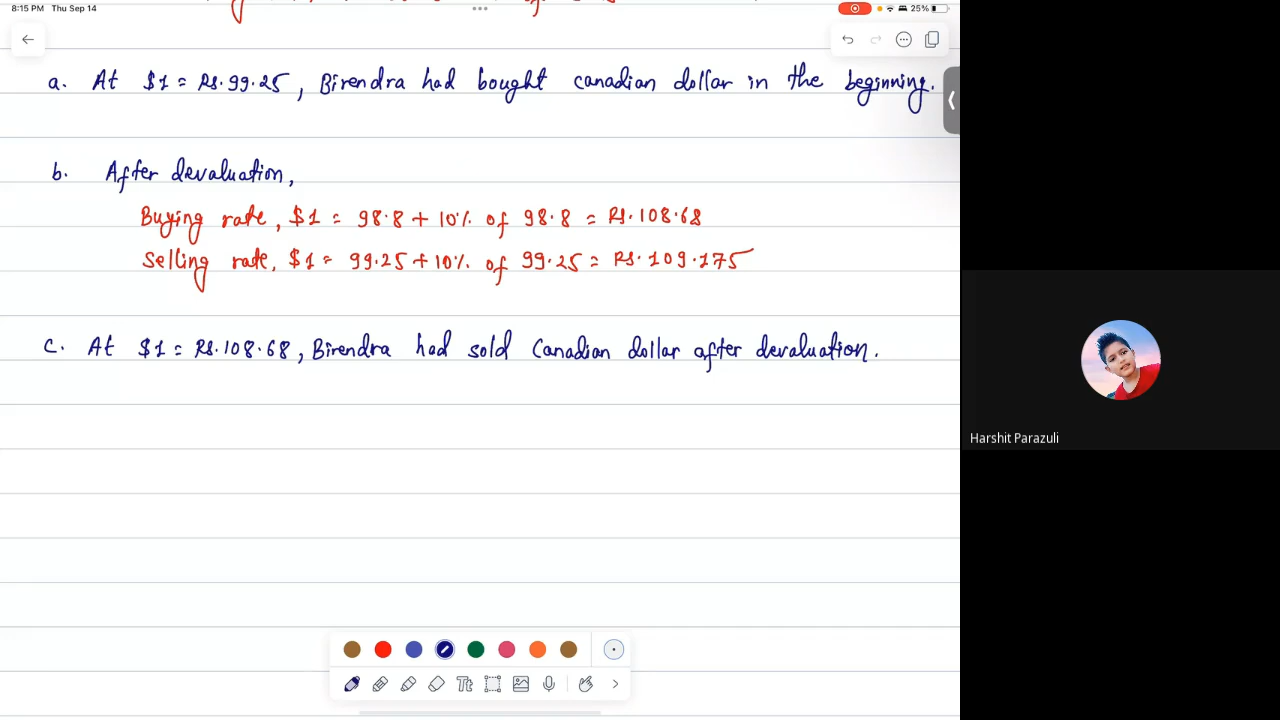 8:15 PM Thu Sep 14
25%
a. At $1 = Rs. 99.25, Birendra had bought canadian dollar in the beginning.
b. After devaluation,
Buying rate, $1 = 98.8 + 10% of 98.8 = Rs. 108.68
Selling rate, $1 = 99.25 + 10% of 99.25 = Rs. 109.175
c. At $1 = Rs. 108.68, Birendra had sold Canadian dollar after devaluation.
Harshit Parazuli
Tt